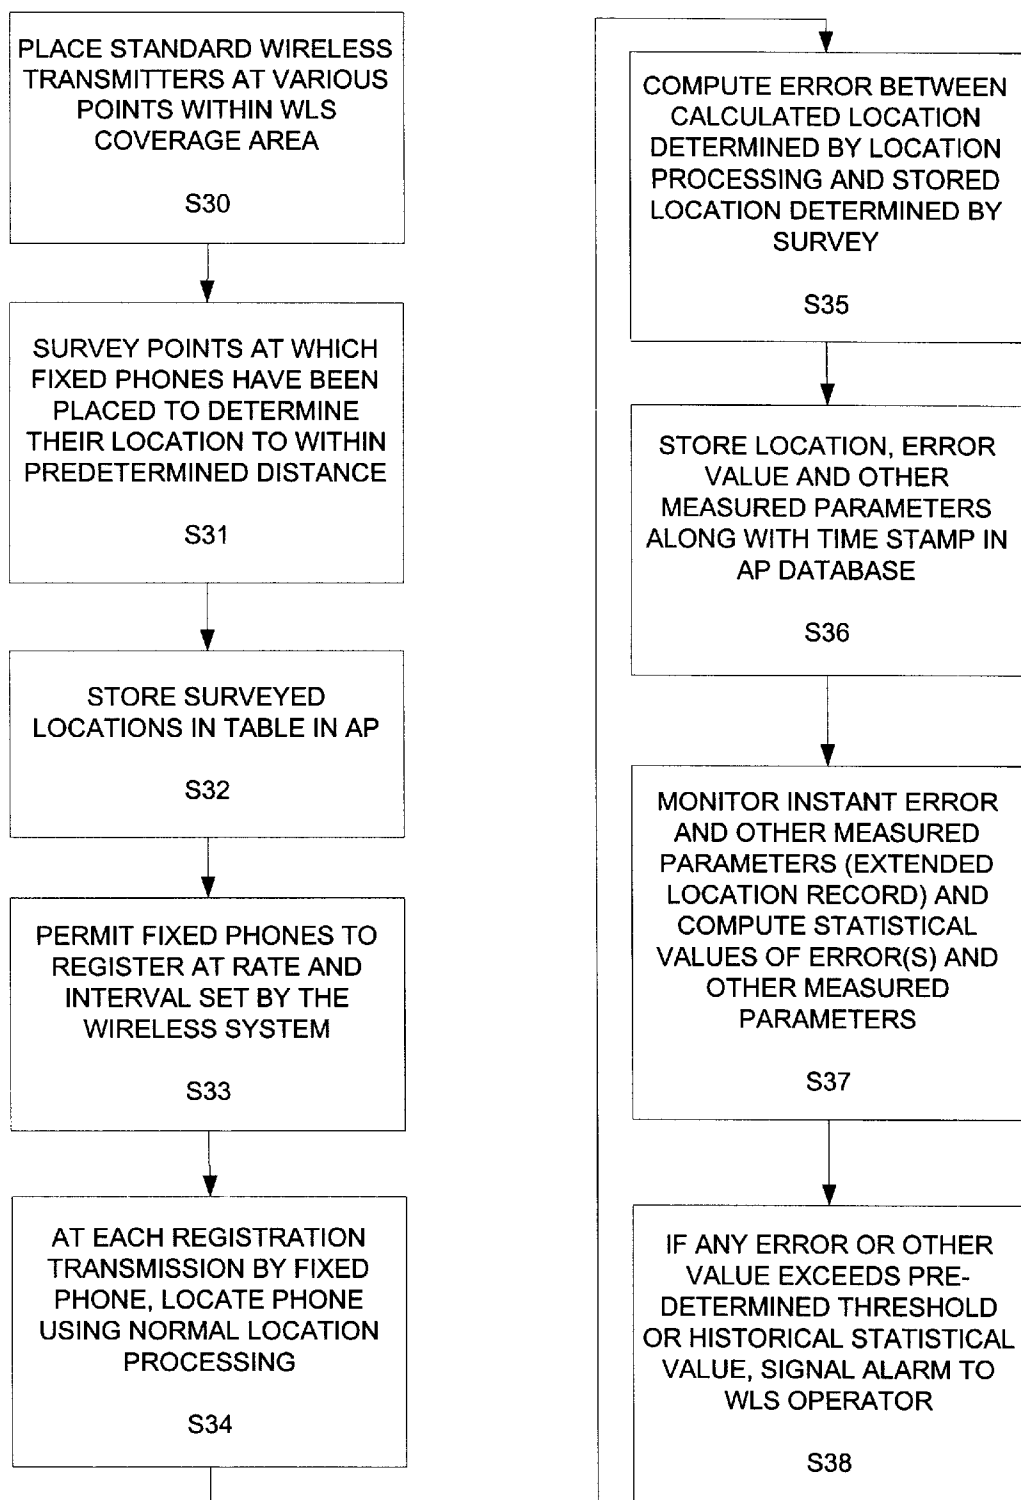 PLACE STANDARD WIRELESS
TRANSMITTERS AT VARIOUS
POINTS WITHIN WLS
COVERAGE AREA
S30
SURVEY POINTS AT WHICH
FIXED PHONES HAVE BEEN
PLACED TO DETERMINE
THEIR LOCATION TO WITHIN
PREDETERMINED DISTANCE
S31
STORE SURVEYED
LOCATIONS IN TABLE IN AP
S32
PERMIT FIXED PHONES TO
REGISTER AT RATE AND
INTERVAL SET BY THE
WIRELESS SYSTEM
S33
AT EACH REGISTRATION
TRANSMISSION BY FIXED
PHONE, LOCATE PHONE
USING NORMAL LOCATION
PROCESSING
S34
COMPUTE ERROR BETWEEN
CALCULATED LOCATION
DETERMINED BY LOCATION
PROCESSING AND STORED
LOCATION DETERMINED BY
SURVEY
S35
STORE LOCATION, ERROR
VALUE AND OTHER
MEASURED PARAMETERS
ALONG WITH TIME STAMP IN
AP DATABASE
S36
MONITOR INSTANT ERROR
AND OTHER MEASURED
PARAMETERS (EXTENDED
LOCATION RECORD) AND
COMPUTE STATISTICAL
VALUES OF ERROR(S) AND
OTHER MEASURED
PARAMETERS
S37
IF ANY ERROR OR OTHER
VALUE EXCEEDS PRE-
DETERMINED THRESHOLD
OR HISTORICAL STATISTICAL
VALUE, SIGNAL ALARM TO
WLS OPERATOR
S38